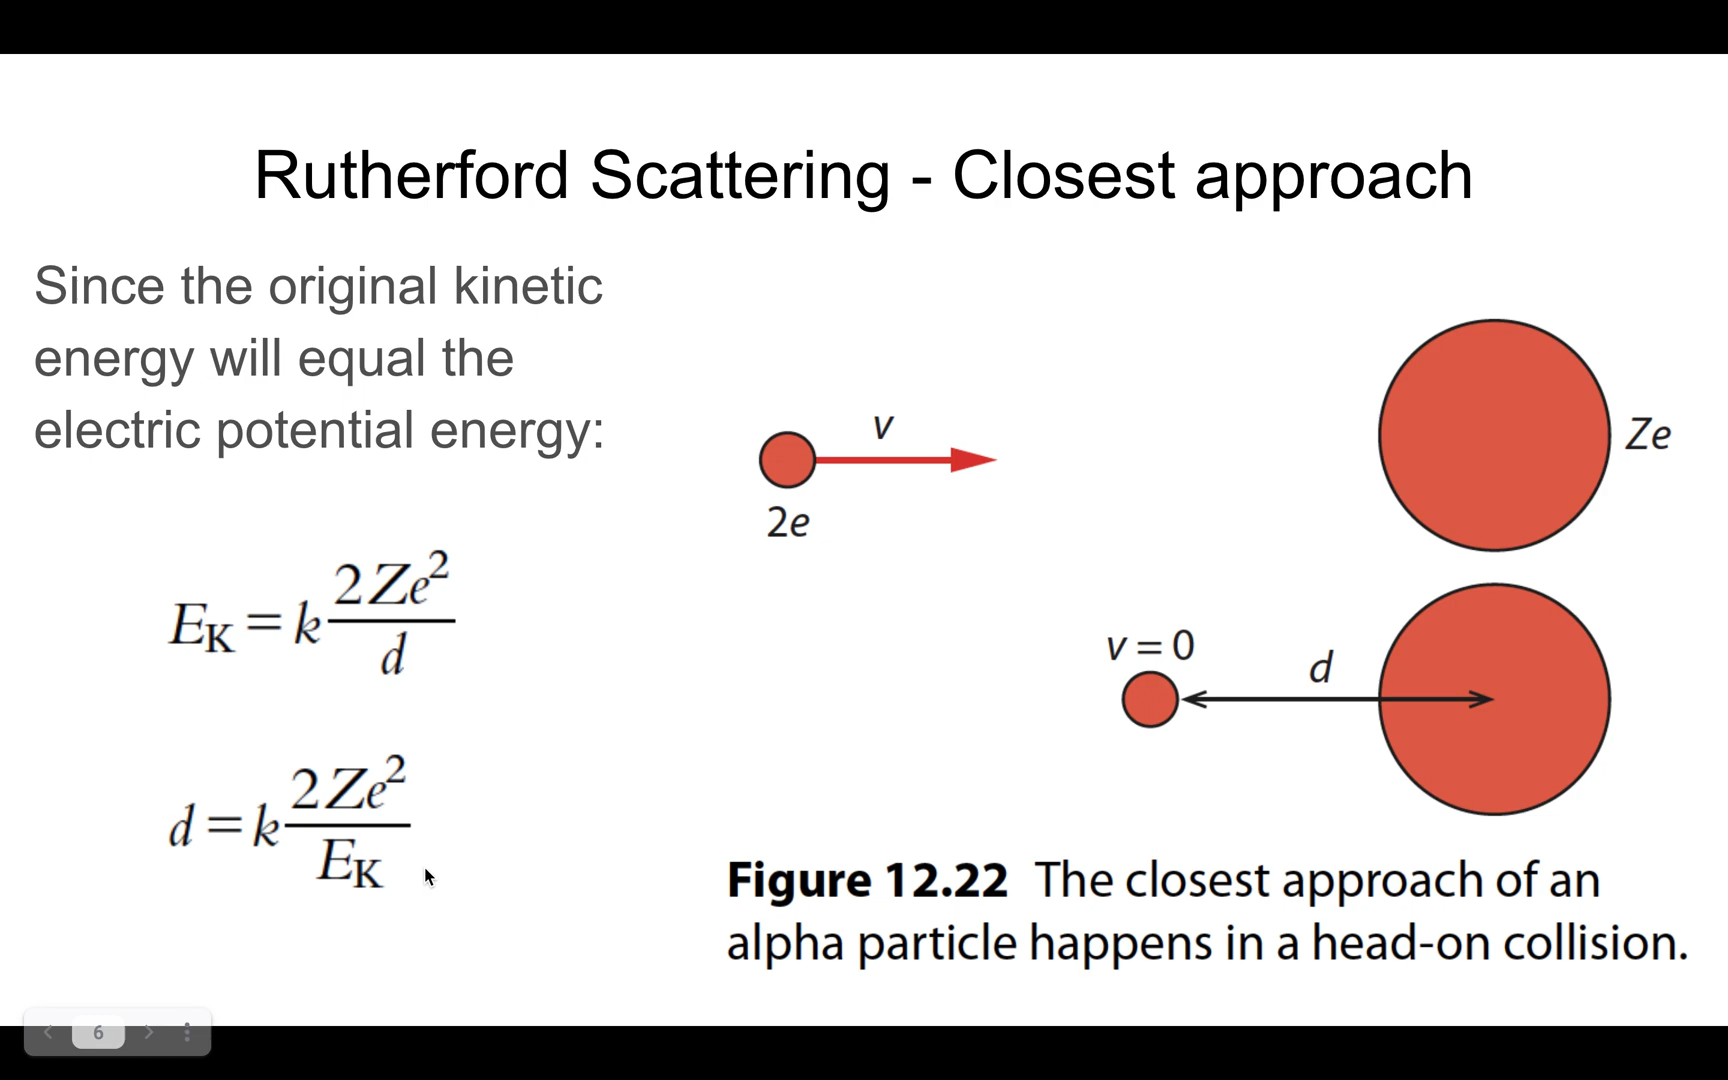 Rutherford Scattering - Closest approach
Since the original kinetic
energy will equal the
electric potential energy:
v
2e
Ze
E_K = k 2Ze²/d
v = 0
d
d = k 2Ze²/E_K
Figure 12.22 The closest approach of an
alpha particle happens in a head-on collision.
6